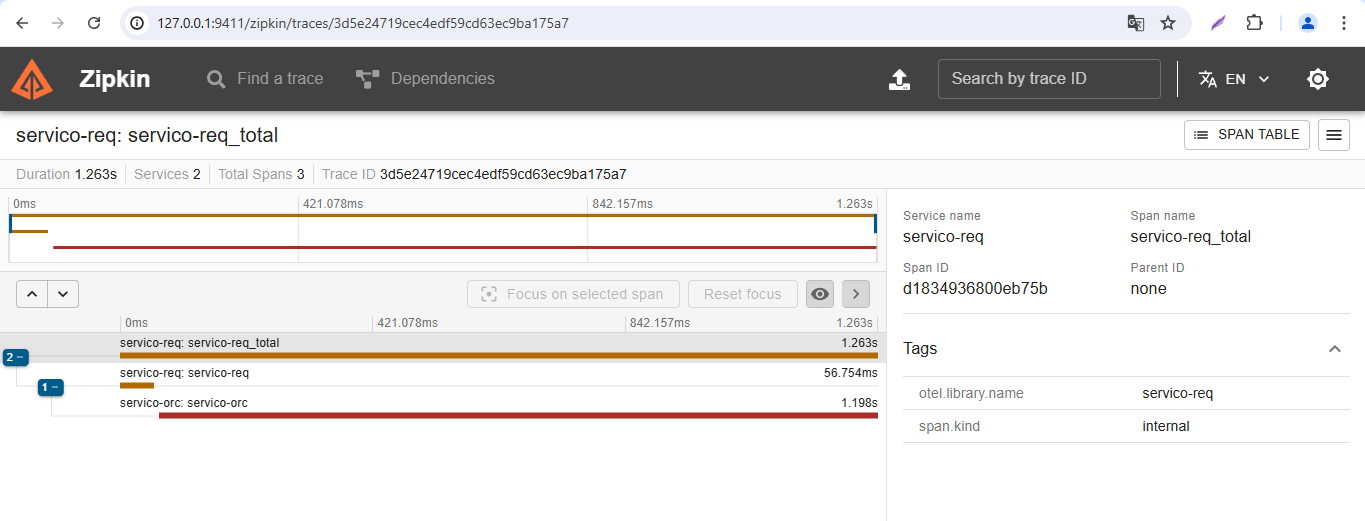 127.0.0.1:9411/zipkin/traces/3d5e24719cec4edf59cd63ec9ba175a7
Zipkin Find a trace Dependencies Search by trace ID EN
servico-req: servico-req_total SPAN TABLE
Duration 1.263s Services 2 Total Spans 3 Trace ID 3d5e24719cec4edf59cd63ec9ba175a7
0ms 421.078ms 842.157ms 1.263s
Focus on selected span Reset focus
0ms 421.078ms 842.157ms 1.263s
servico-req: servico-req_total 1.263s
2 −
servico-req: servico-req 56.754ms
1 −
servico-orc: servico-orc 1.198s
Service name Span name
servico-req servico-req_total
Span ID Parent ID
d1834936800eb75b none
Tags
otel.library.name servico-req
span.kind internal